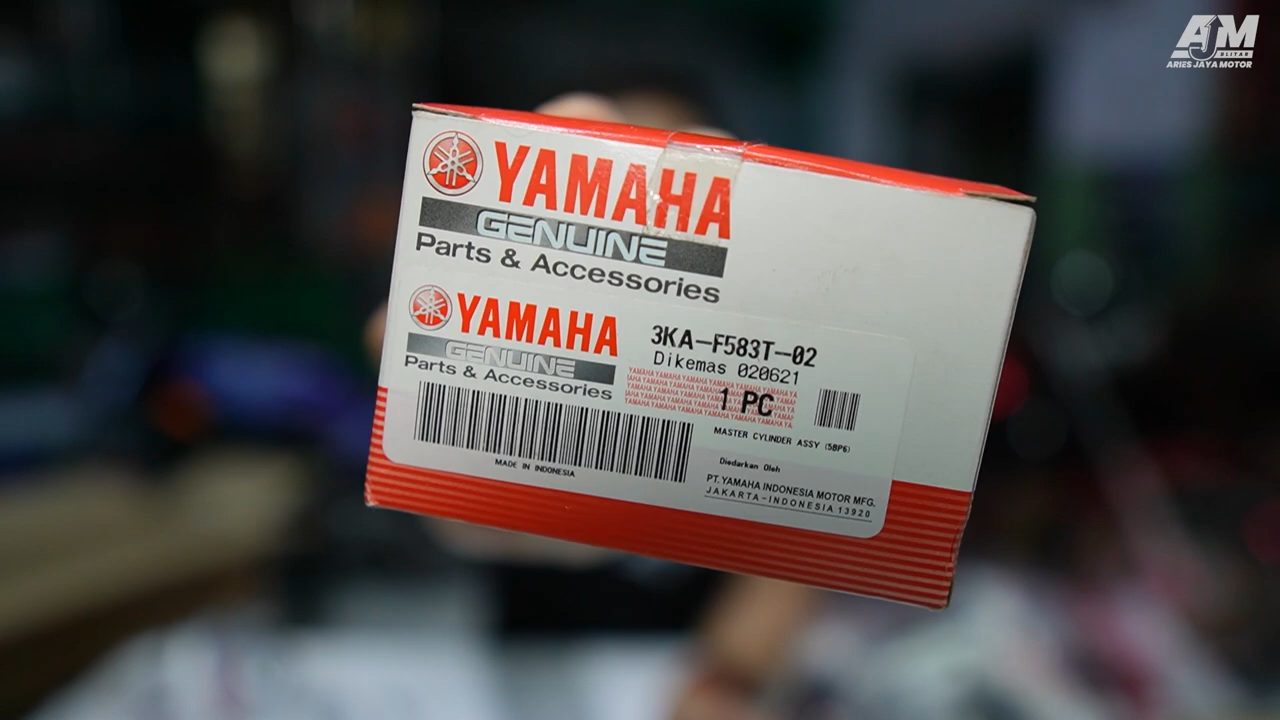 AJM
BLITAR
ARIES JAYA MOTOR
YAMAHA
GENUINE
Parts & Accessories
YAMAHA
GENUINE
Parts & Accessories
MADE IN INDONESIA
3KA-F583T-02
Dikemas 020621
1 PC
MASTER CYLINDER ASSY (5BP6)
Diedarkan Oleh
PT. YAMAHA INDONESIA MOTOR MFG.
JAKARTA-INDONESIA 13920